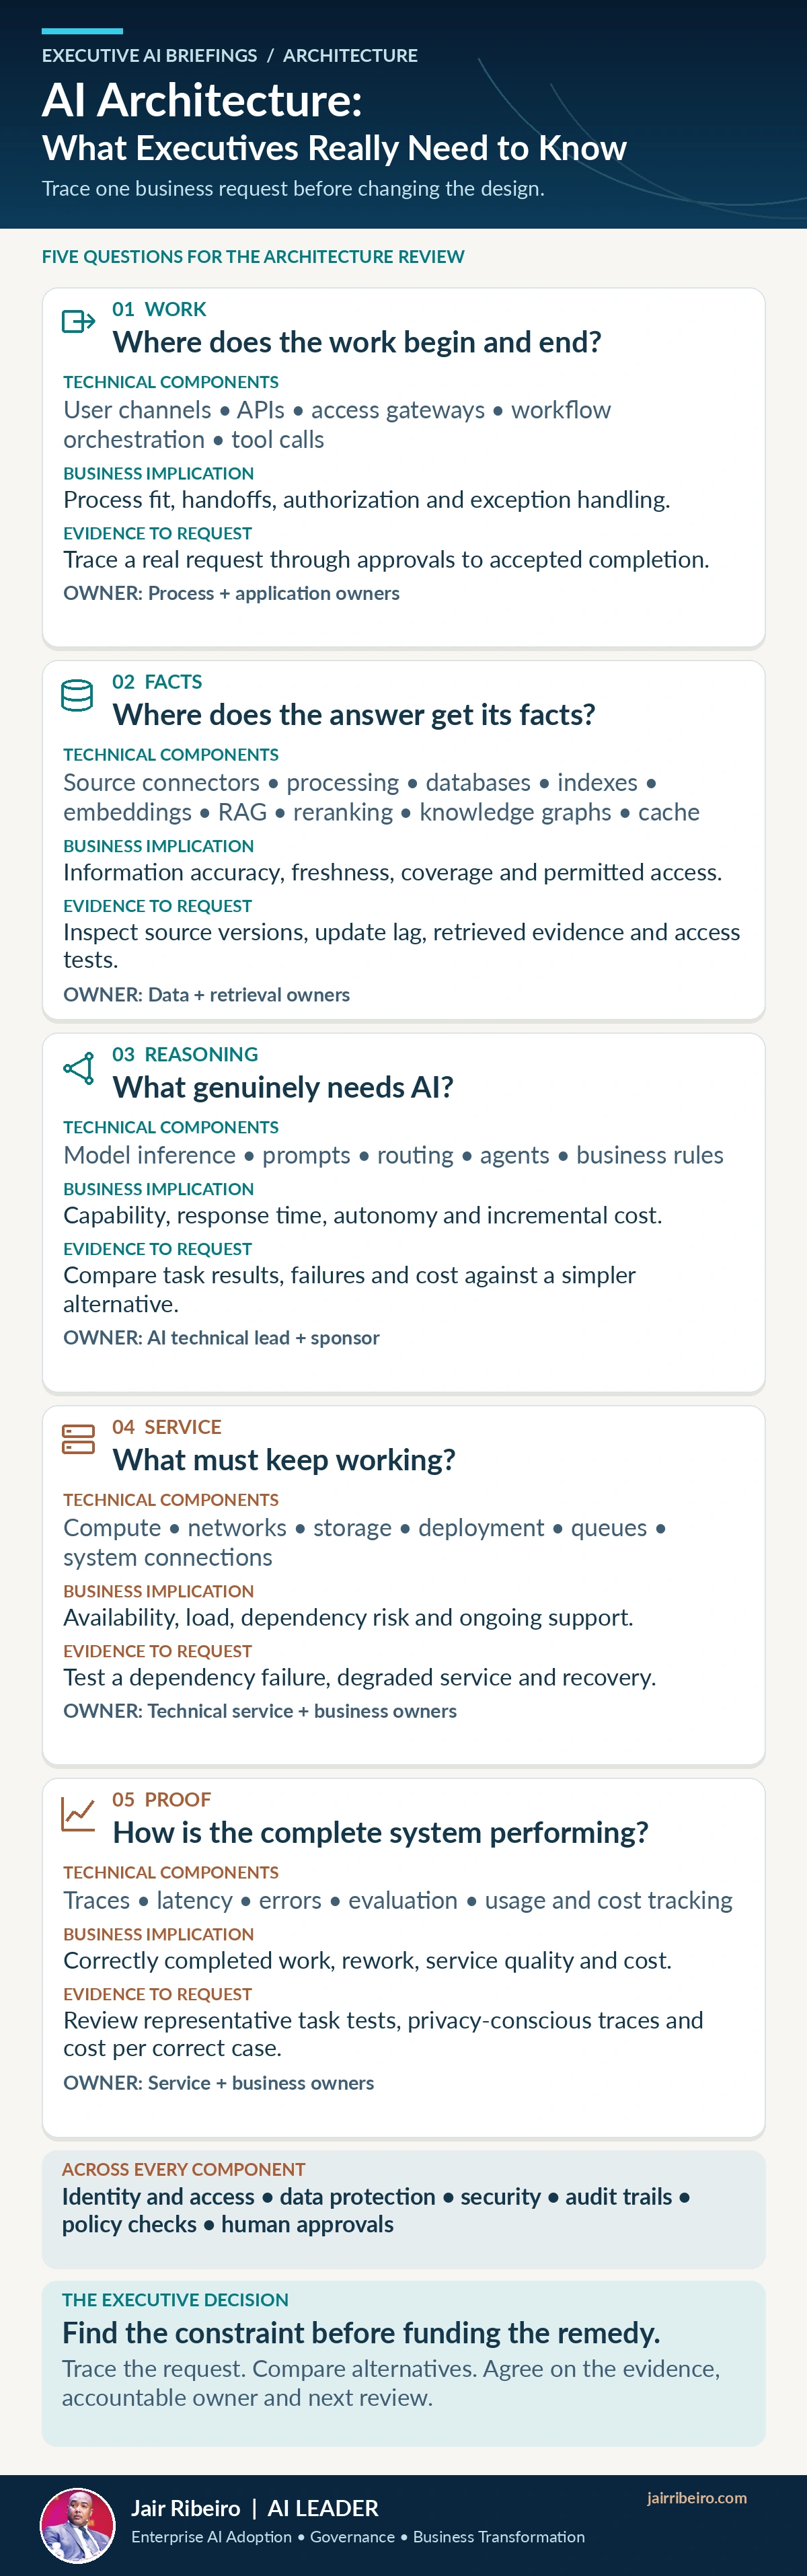 EXECUTIVE AI BRIEFINGS / ARCHITECTURE
AI Architecture:
What Executives Really Need to Know
Trace one business request before changing the design.
FIVE QUESTIONS FOR THE ARCHITECTURE REVIEW
01 WORK
Where does the work begin and end?
TECHNICAL COMPONENTS
User channels • APIs • access gateways • workflow
orchestration • tool calls
BUSINESS IMPLICATION
Process fit, handoffs, authorization and exception handling.
EVIDENCE TO REQUEST
Trace a real request through approvals to accepted completion.
OWNER: Process + application owners
02 FACTS
Where does the answer get its facts?
TECHNICAL COMPONENTS
Source connectors • processing • databases • indexes •
embeddings • RAG • reranking • knowledge graphs • cache
BUSINESS IMPLICATION
Information accuracy, freshness, coverage and permitted access.
EVIDENCE TO REQUEST
Inspect source versions, update lag, retrieved evidence and access
tests.
OWNER: Data + retrieval owners
03 REASONING
What genuinely needs AI?
TECHNICAL COMPONENTS
Model inference • prompts • routing • agents • business rules
BUSINESS IMPLICATION
Capability, response time, autonomy and incremental cost.
EVIDENCE TO REQUEST
Compare task results, failures and cost against a simpler
alternative.
OWNER: AI technical lead + sponsor
04 SERVICE
What must keep working?
TECHNICAL COMPONENTS
Compute • networks • storage • deployment • queues •
system connections
BUSINESS IMPLICATION
Availability, load, dependency risk and ongoing support.
EVIDENCE TO REQUEST
Test a dependency failure, degraded service and recovery.
OWNER: Technical service + business owners
05 PROOF
How is the complete system performing?
TECHNICAL COMPONENTS
Traces • latency • errors • evaluation • usage and cost tracking
BUSINESS IMPLICATION
Correctly completed work, rework, service quality and cost.
EVIDENCE TO REQUEST
Review representative task tests, privacy-conscious traces and
cost per correct case.
OWNER: Service + business owners
ACROSS EVERY COMPONENT
Identity and access • data protection • security • audit trails •
policy checks • human approvals
THE EXECUTIVE DECISION
Find the constraint before funding the remedy.
Trace the request. Compare alternatives. Agree on the evidence,
accountable owner and next review.
Jair Ribeiro | AI LEADER
jairribeiro.com
Enterprise AI Adoption • Governance • Business Transformation